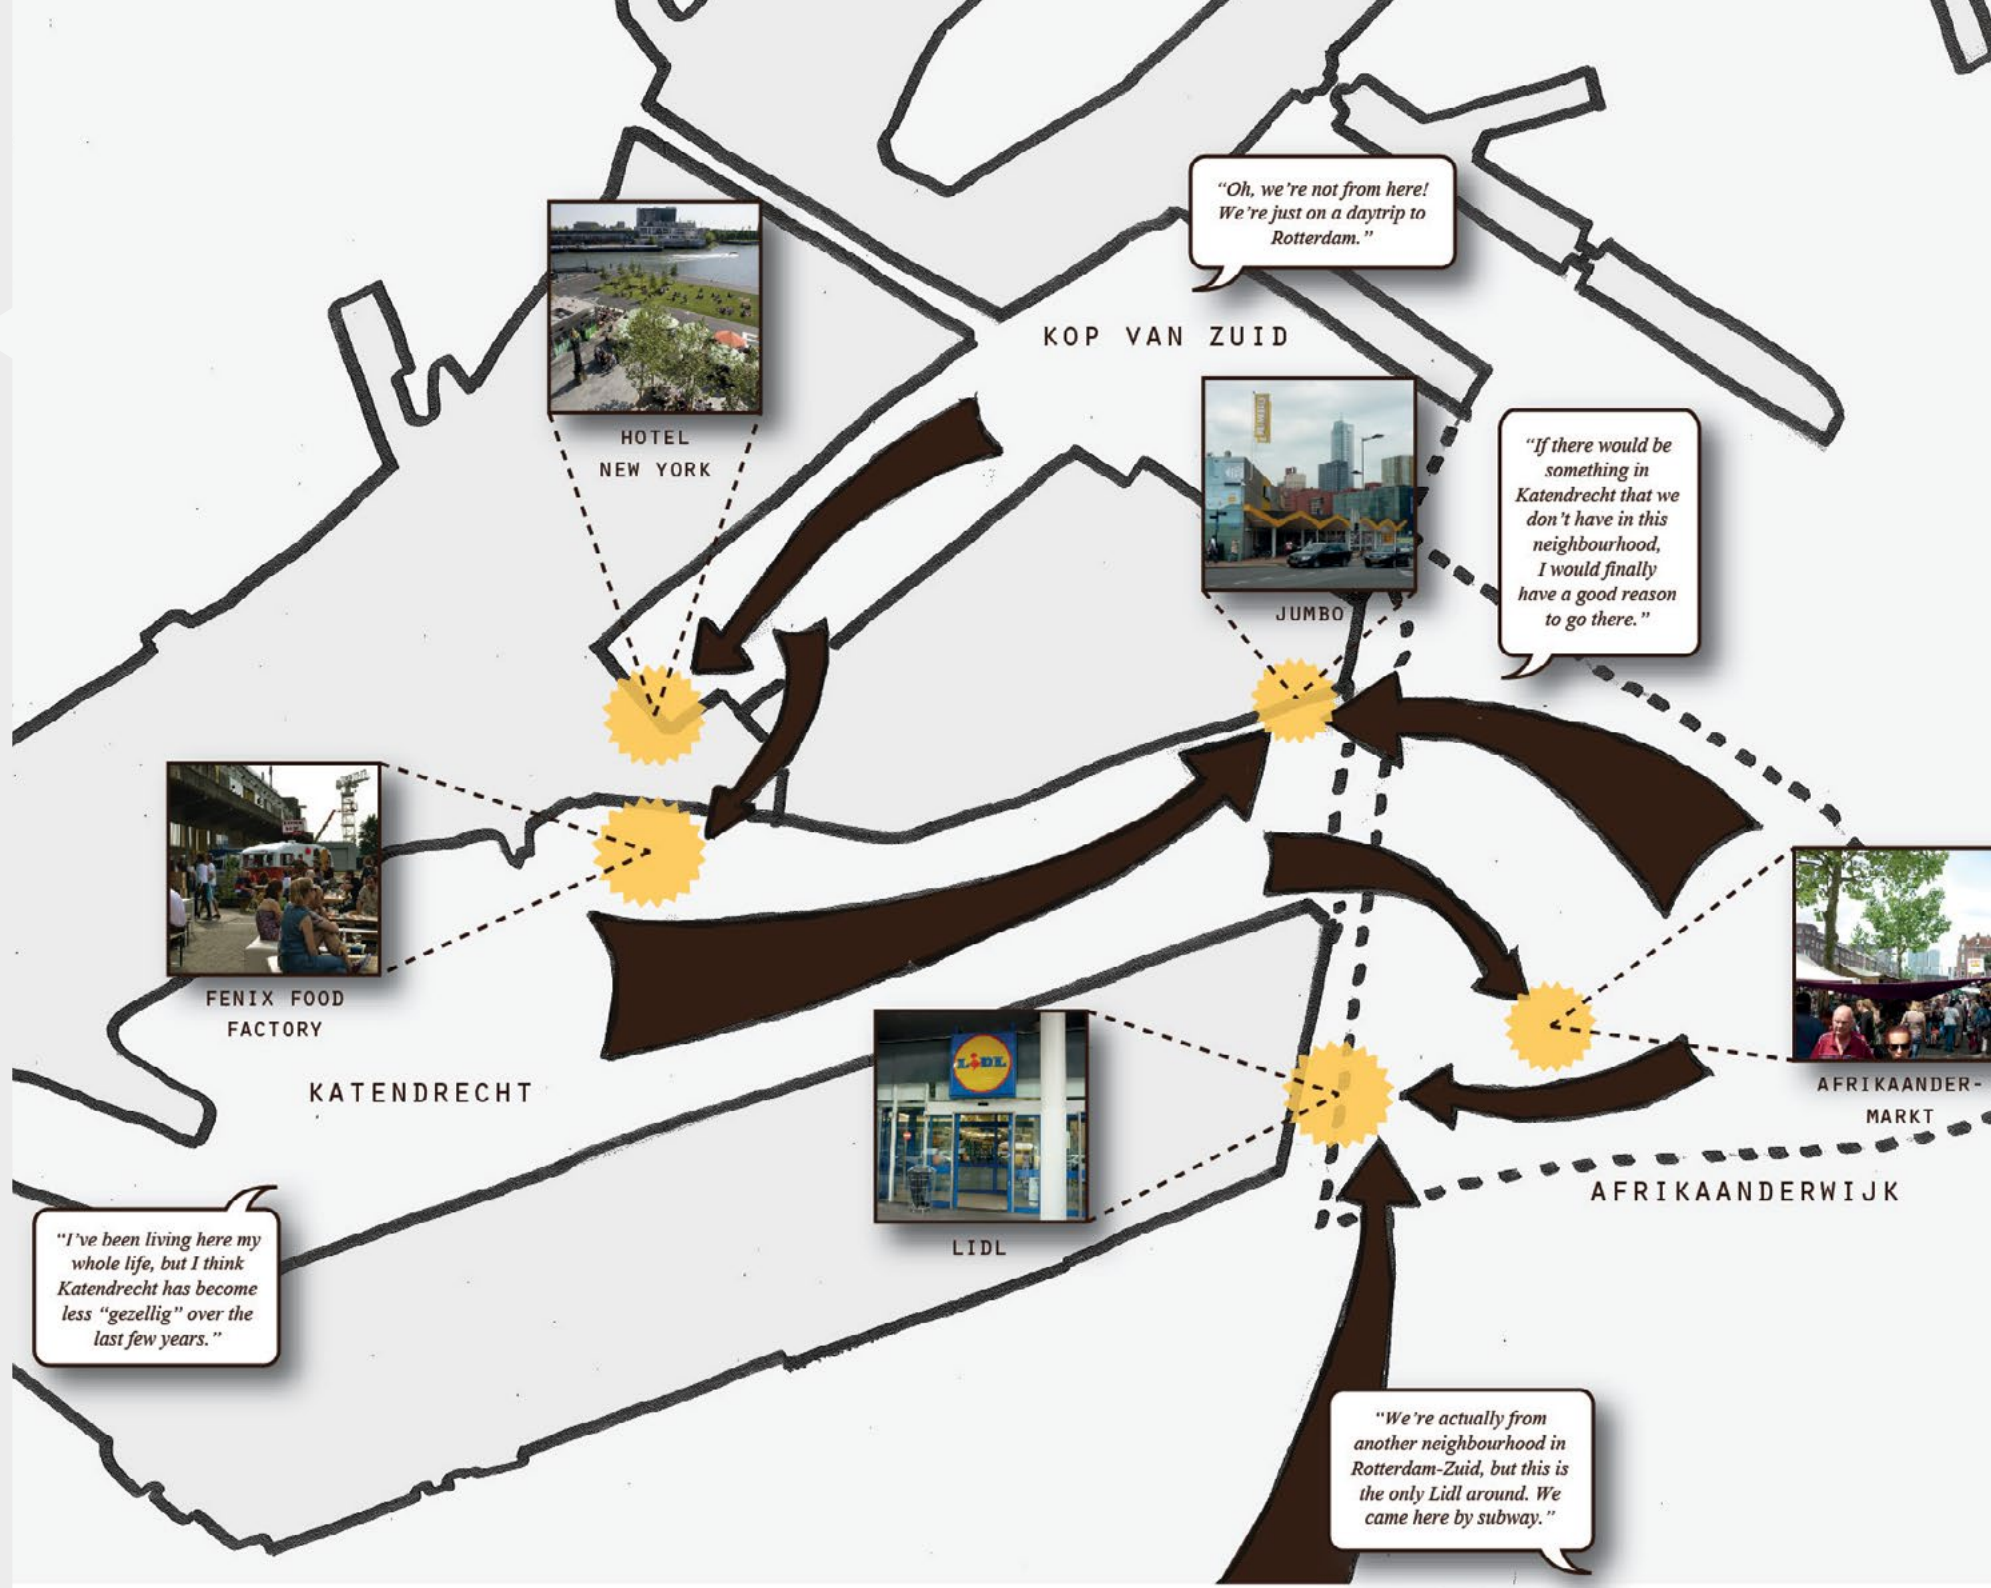 “Oh, we’re not from here!
We’re just on a daytrip to
Rotterdam.”
KOP VAN ZUID
HOTEL
NEW YORK
“If there would be
something in
Katendrecht that we
don’t have in this
neighbourhood,
I would finally
have a good reason
to go there.”
JUMBO
FENIX FOOD
FACTORY
LIDL
KATENDRECHT
AFRIKAANDER-
MARKT
AFRIKAANDERWIJK
LIDL
“I’ve been living here my
whole life, but I think
Katendrecht has become
less “gezellig” over the
last few years.”
“We’re actually from
another neighbourhood in
Rotterdam-Zuid, but this is
the only Lidl around. We
came here by subway.”